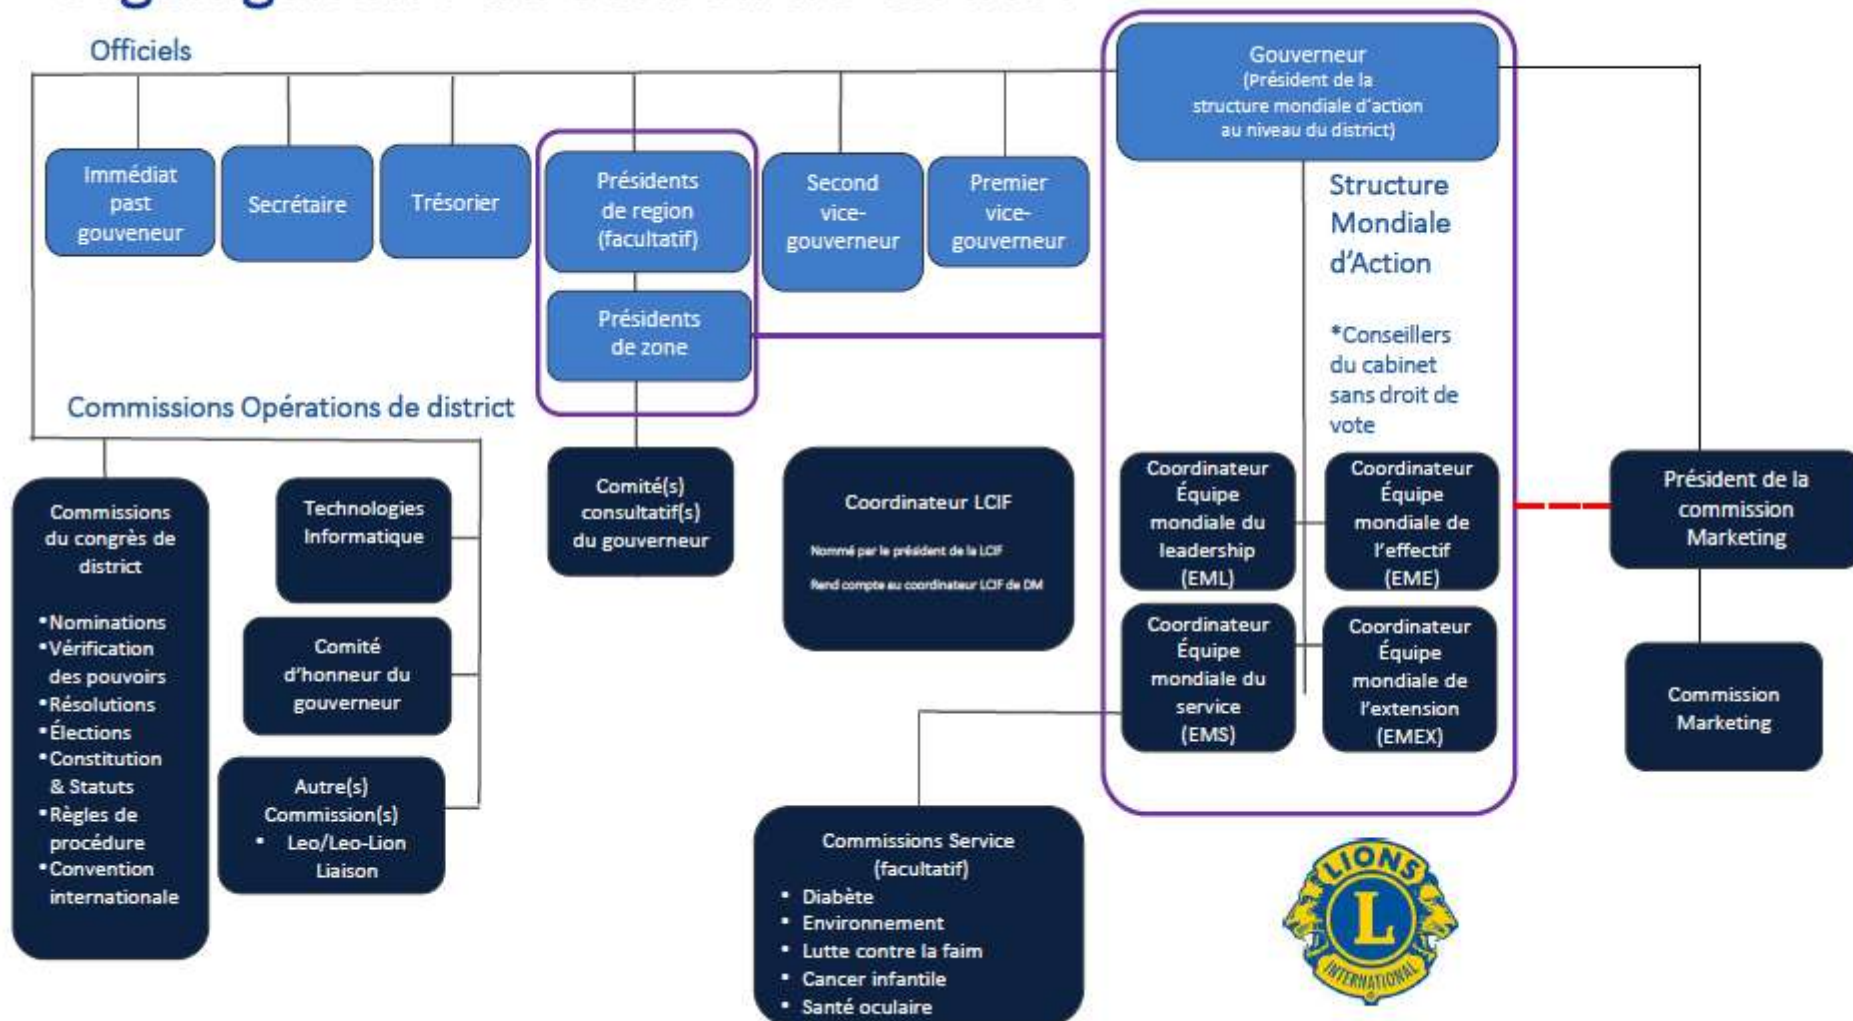 Officiels
Gouverneur
(Président de la
structure mondiale d'action
au niveau du district)
Immédiat
past
gouveneur
Secrétaire
Trésorier
Présidents
de region
(facultatif)
Second
vice-
gouverneur
Premier
vice-
gouverneur
Structure
Mondiale
d'Action
Présidents
de zone
*Conseillers
du cabinet
sans droit de
vote
Commissions Opérations de district
Commissions
du congrès de
district
•Nominations
•Vérification
des pouvoirs
•Résolutions
•Élections
•Constitution
& Statuts
•Règles de
procédure
•Convention
internationale
Technologies
Informatique
Comité
d'honneur du
gouverneur
Autre(s)
Commission(s)
• Leo/Leo-Lion
Liaison
Comité(s)
consultatif(s)
du gouverneur
Coordinateur LCIF
Nommé par le président de la LCIF
Rend compte au coordinateur LCIF de DM
Coordinateur
Équipe
mondiale du
leadership
(EML)
Coordinateur
Équipe
mondiale de
l'effectif
(EME)
Coordinateur
Équipe
mondiale du
service
(EMS)
Coordinateur
Équipe
mondiale de
l'extension
(EMEX)
Président de la
commission
Marketing
Commission
Marketing
Commissions Service
(facultatif)
▪ Diabète
▪ Environnement
▪ Lutte contre la faim
▪ Cancer infantile
▪ Santé oculaire
LIONS
L
INTERNATIONAL